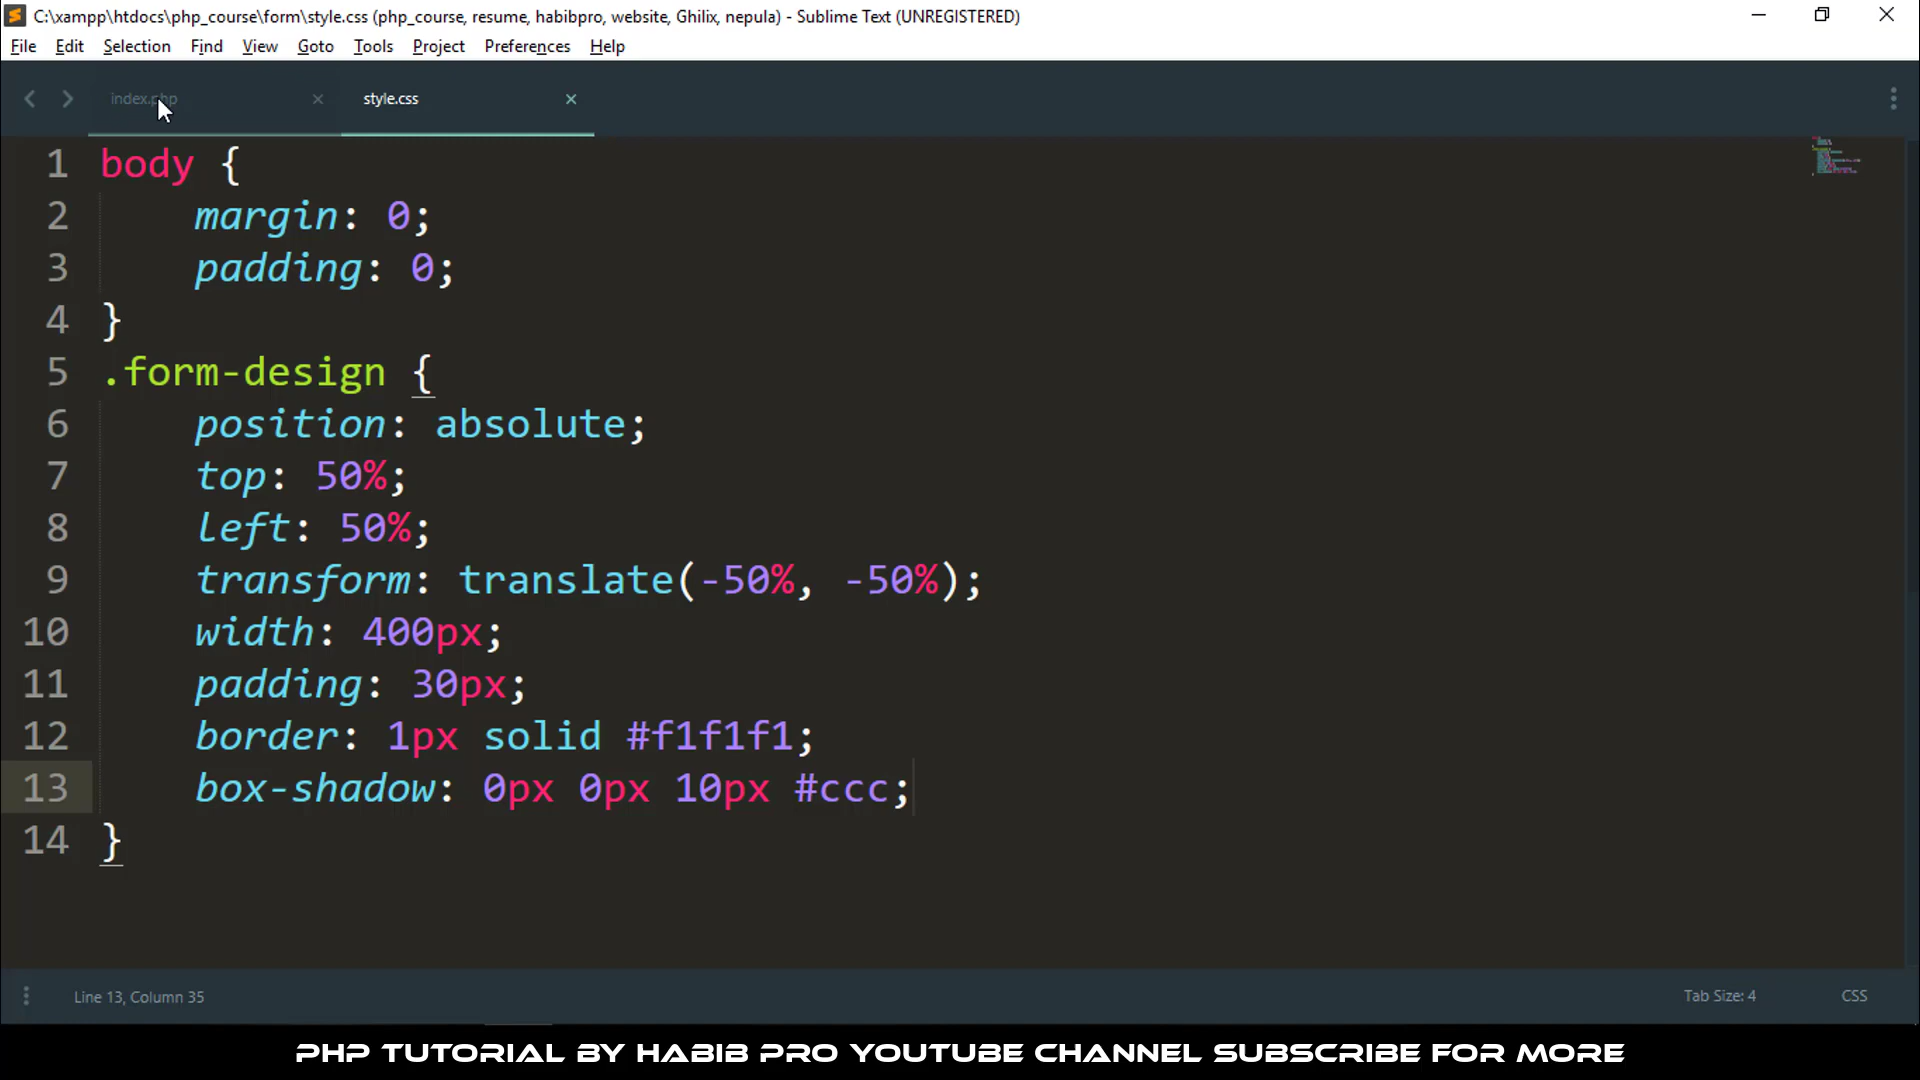 C:\xampp\htdocs\php_course\form\style.css (php_course, resume, habibpro, website, Ghilix, nepula) - Sublime Text (UNREGISTERED)
File Edit Selection Find View Goto Tools Project Preferences Help
index.php style.css
1 body {
2 margin: 0;
3 padding: 0;
4 }
5 .form-design {
6 position: absolute;
7 top: 50%;
8 left: 50%;
9 transform: translate(-50%, -50%);
10 width: 400px;
11 padding: 30px;
12 border: 1px solid #f1f1f1;
13 box-shadow: 0px 0px 10px #ccc;
14 }
Line 13, Column 35 Tab Size: 4 CSS
PHP TUTORIAL BY HABIB PRO YOUTUBE CHANNEL SUBSCRIBE FOR MORE